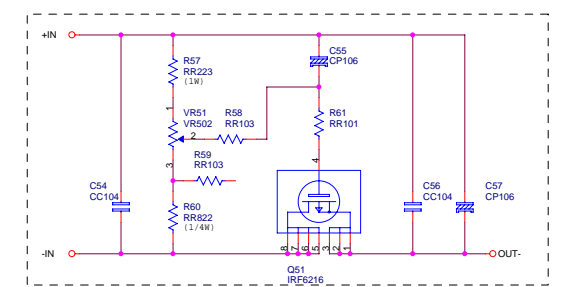 +IN
C55
CP106
R57
RR223
(1W)
1
VR51
VR502
2
R58
RR103
R61
RR101
3
R59
RR103
4
C54
CC104
C56
CC104
C57
CP106
R60
RR822
(1/4W)
-IN
8
7
6
5
3
2
1
OUT-
Q51
IRF6216